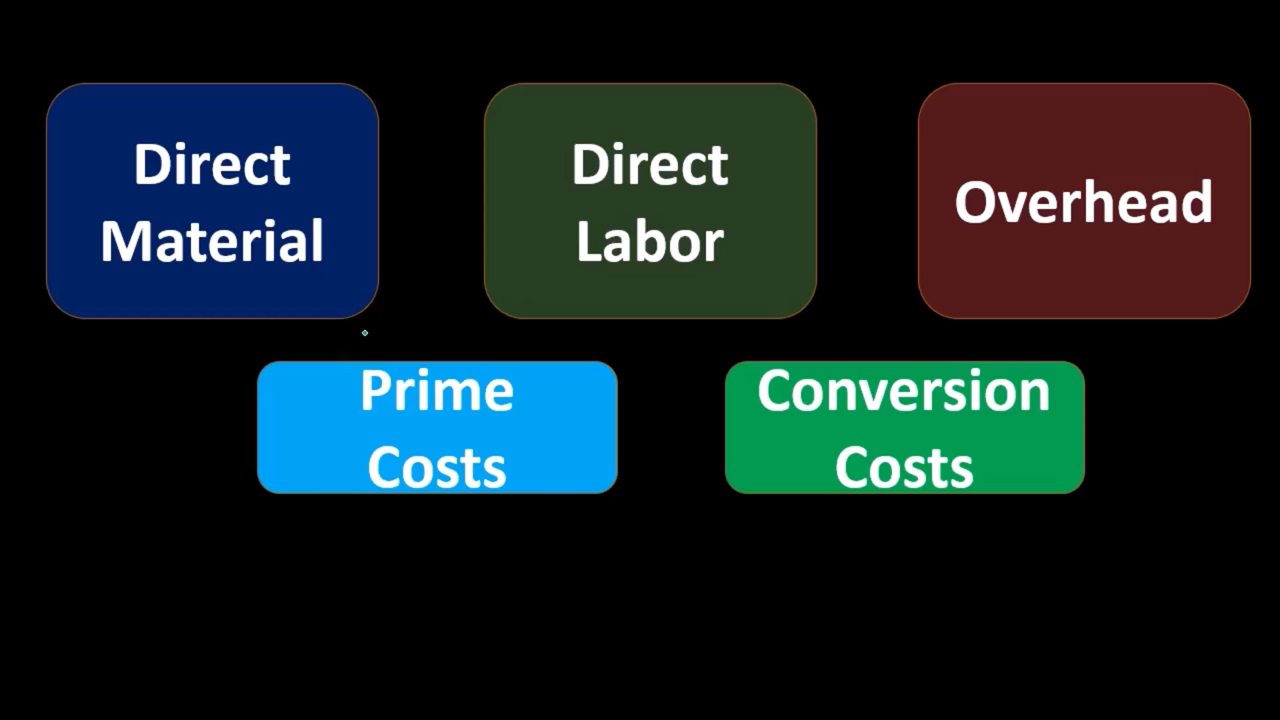 Direct
Material
Direct
Labor
Overhead
Prime
Costs
Conversion
Costs